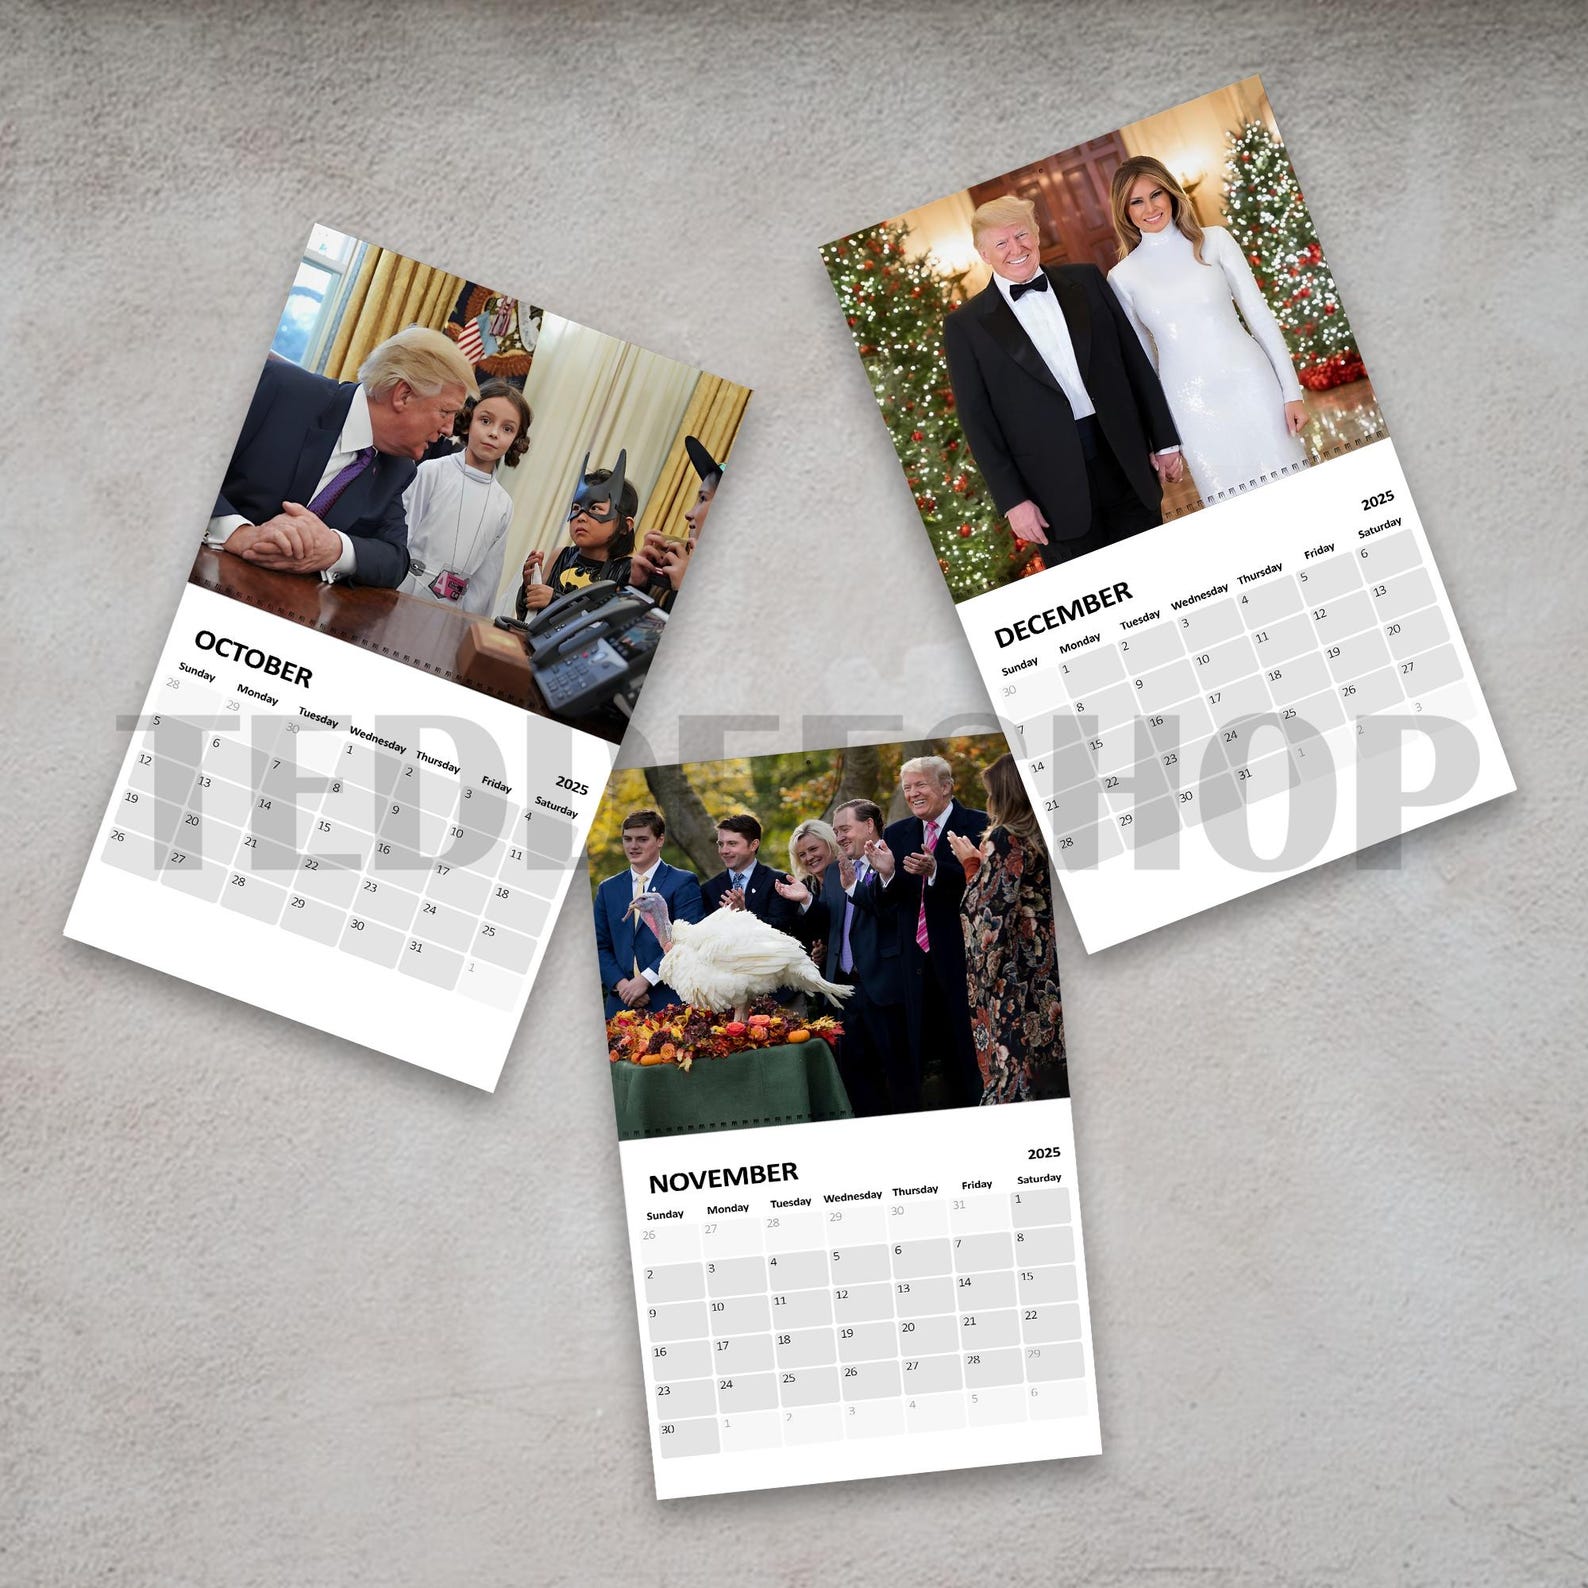 OCTOBER
2025
Sunday Monday Tuesday Wednesday Thursday Friday Saturday
28 29 30 1 2 3 4
5 6 7 8 9 10 11
12 13 14 15 16 17 18
19 20 21 22 23 24 25
26 27 28 29 30 31 1
DECEMBER
2025
Sunday Monday Tuesday Wednesday Thursday Friday Saturday
30 1 2 3 4 5 6
7 8 9 10 11 12 13
14 15 16 17 18 19 20
21 22 23 24 25 26 27
28 29 30 31 1 2 3
TEDDEESHOP
NOVEMBER
2025
Sunday Monday Tuesday Wednesday Thursday Friday Saturday
26 27 28 29 30 31 1
2 3 4 5 6 7 8
9 10 11 12 13 14 15
16 17 18 19 20 21 22
23 24 25 26 27 28 29
30 1 2 3 4 5 6